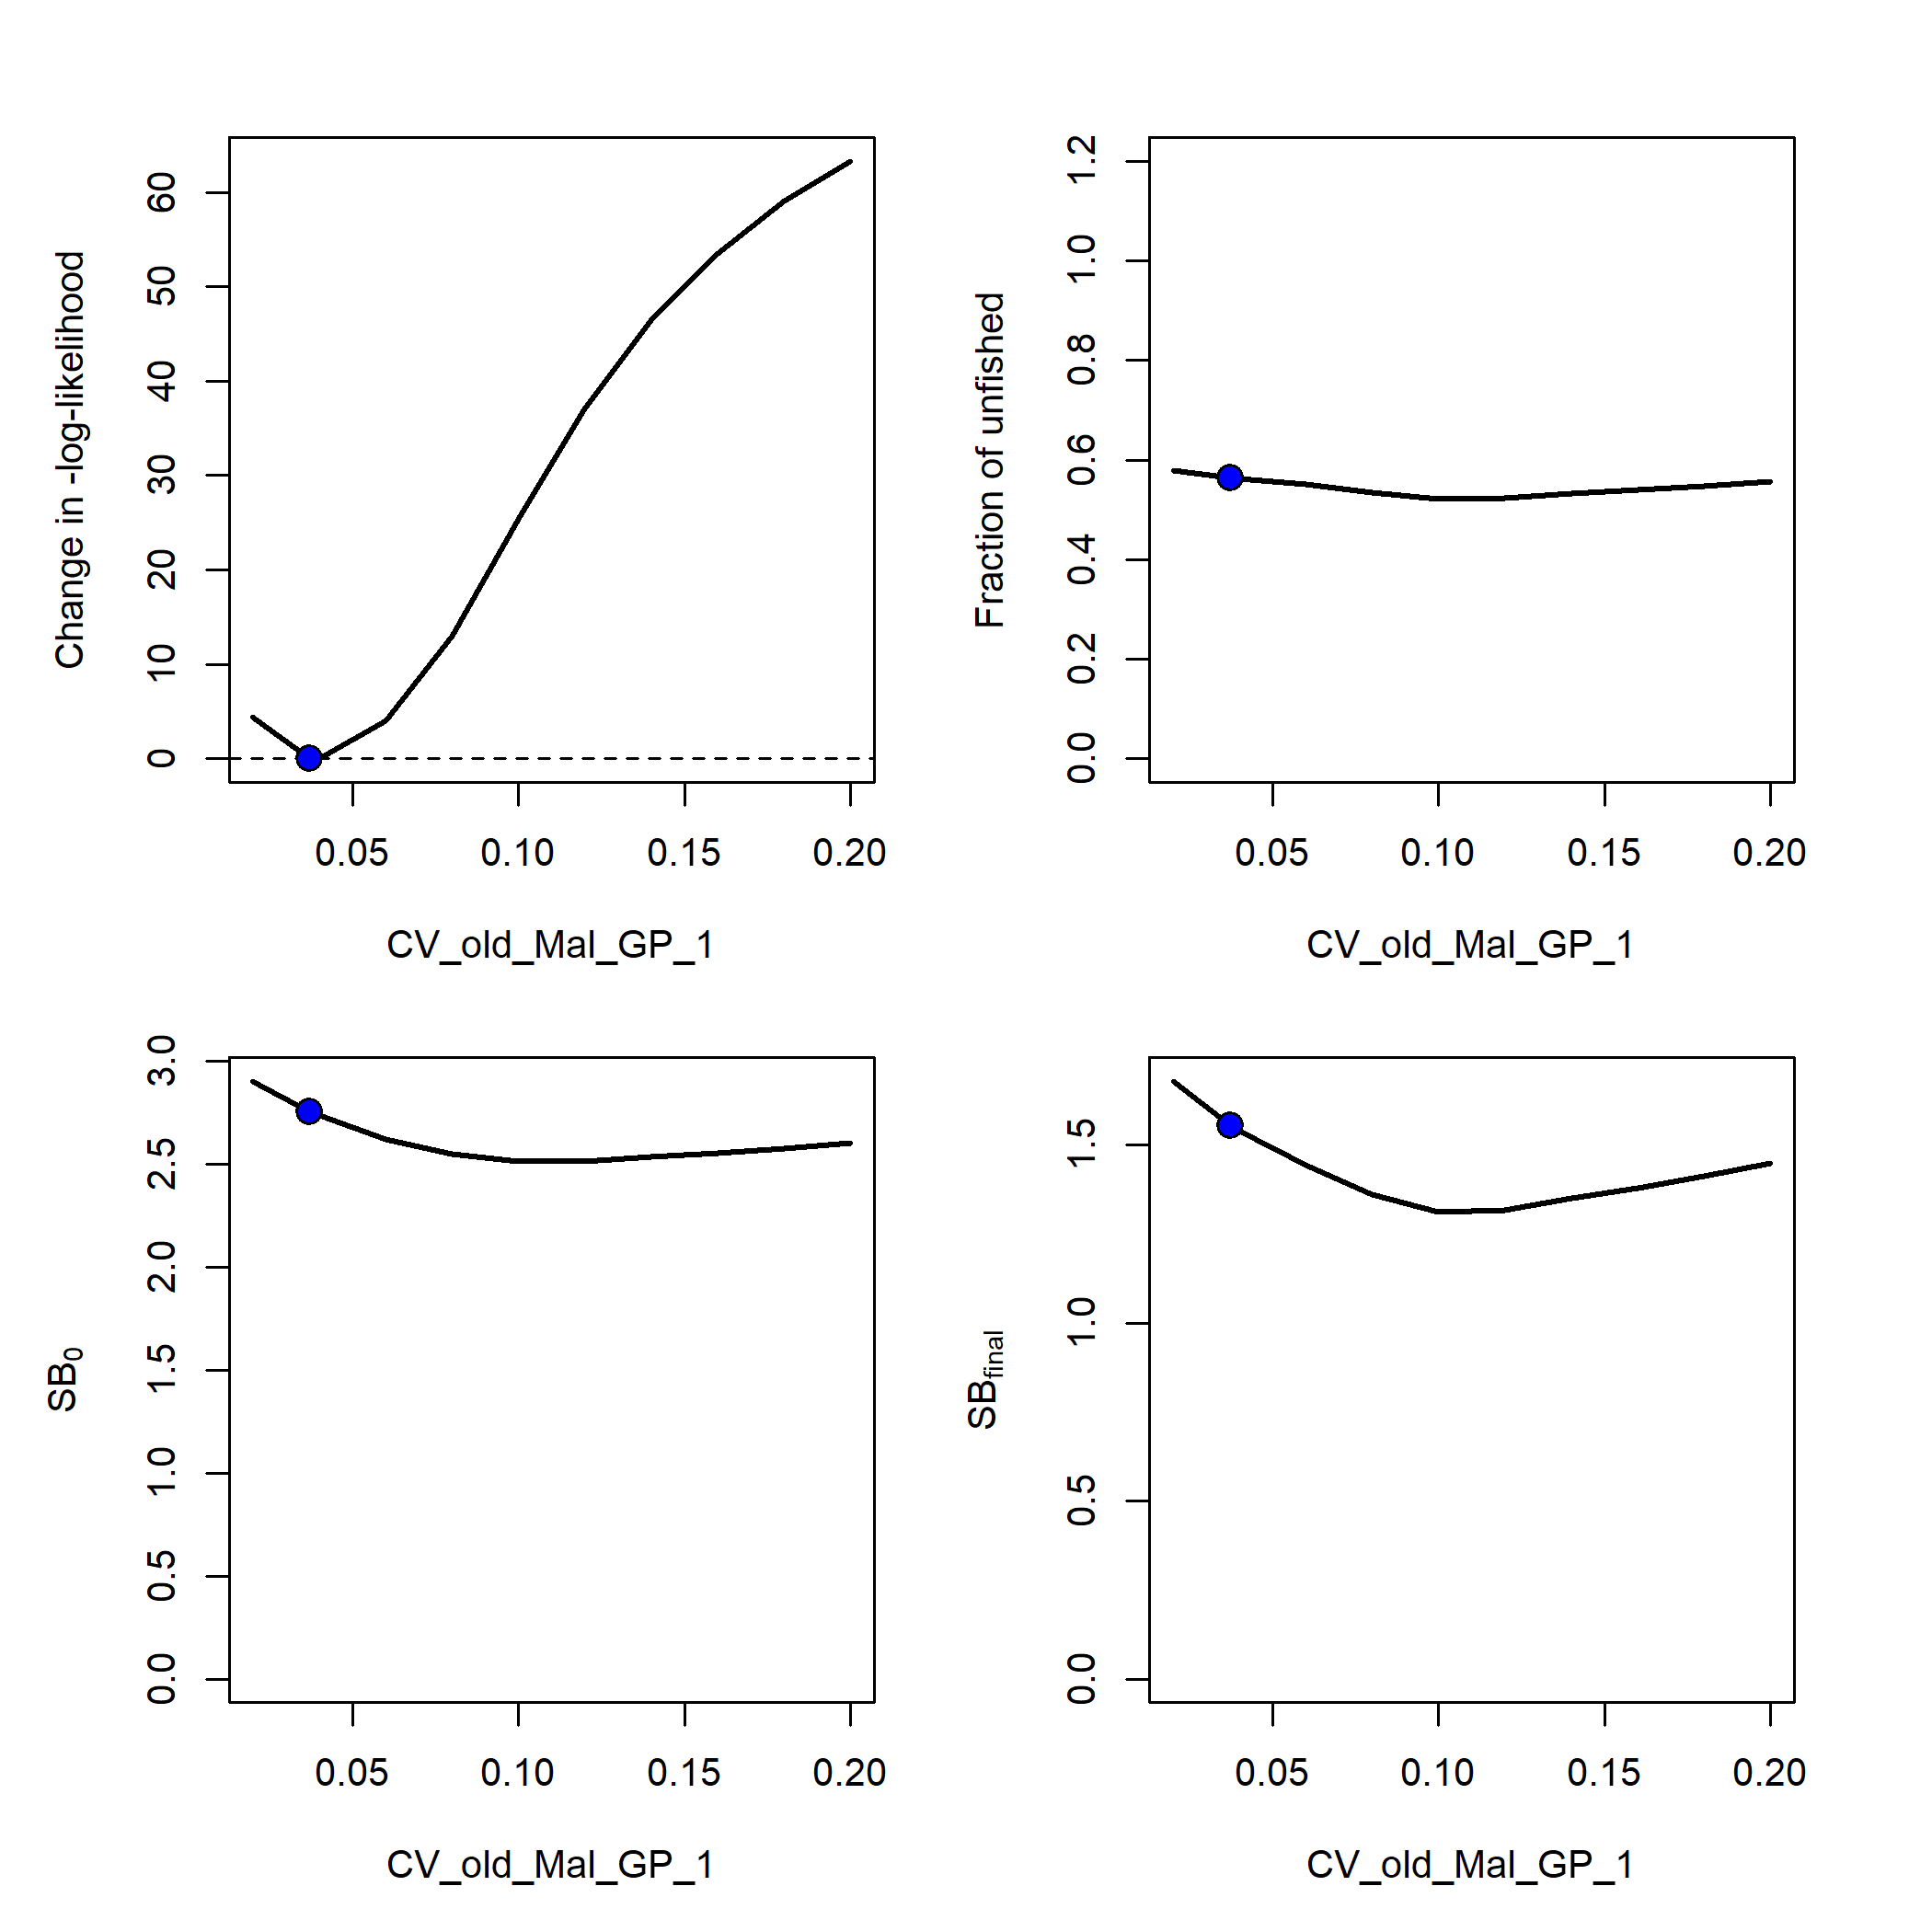 Change in -log-likelihood
0 10 20 30 40 50 60
0.05 0.10 0.15 0.20
CV_old_Mal_GP_1
Fraction of unfished
0.0 0.2 0.4 0.6 0.8 1.0 1.2
0.05 0.10 0.15 0.20
CV_old_Mal_GP_1
SB0
0.0 0.5 1.0 1.5 2.0 2.5 3.0
0.05 0.10 0.15 0.20
CV_old_Mal_GP_1
SBfinal
0.0 0.5 1.0 1.5
0.05 0.10 0.15 0.20
CV_old_Mal_GP_1